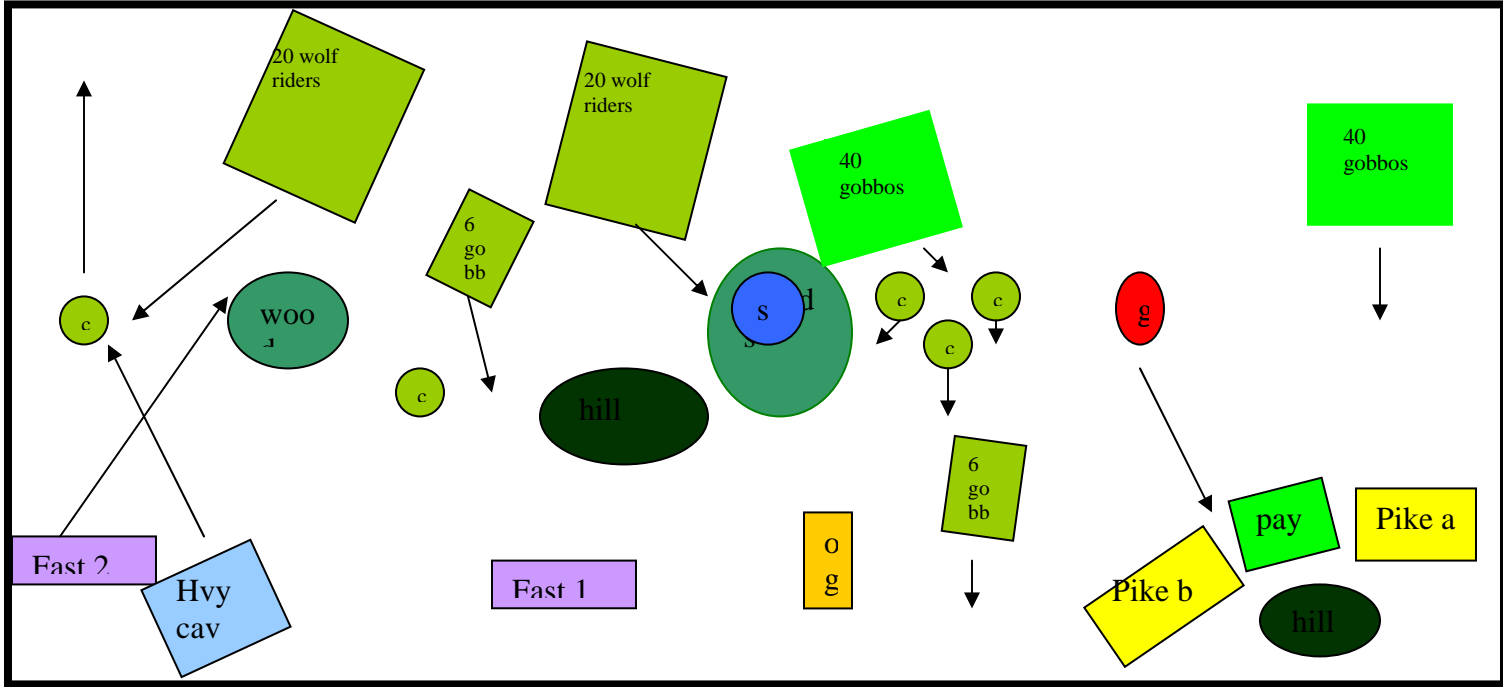 20 wolf
riders
20 wolf
riders
40
gobbos
40
gobbos
6
go
bb
c
woo
s
d
s
c
c
c
g
c
hill
6
go
bb
o
g
pay
Pike a
Pike b
Fast 2
Hvy
cav
Fast 1
hill